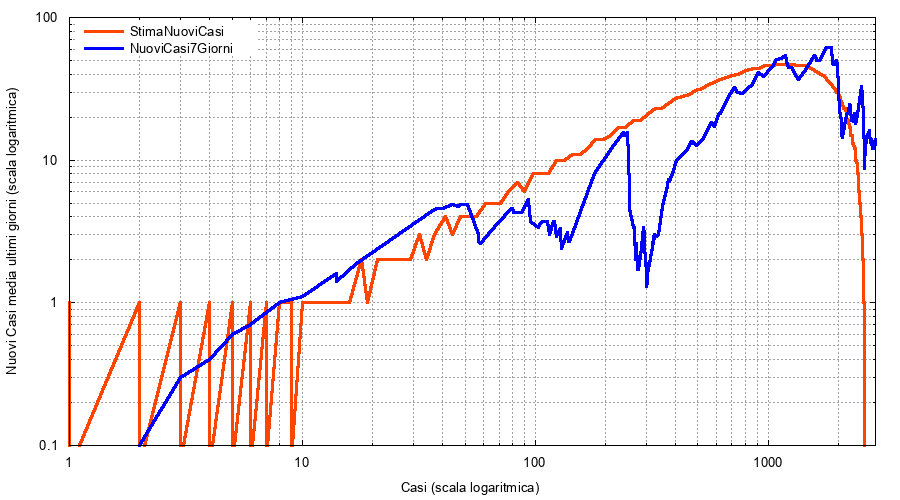 100
StimaNuoviCasi
NuoviCasi7Giorni
10
1
0.1
Nuovi Casi media ultimi giorni (scala logaritmica)
1 10 100 1000
Casi (scala logaritmica)